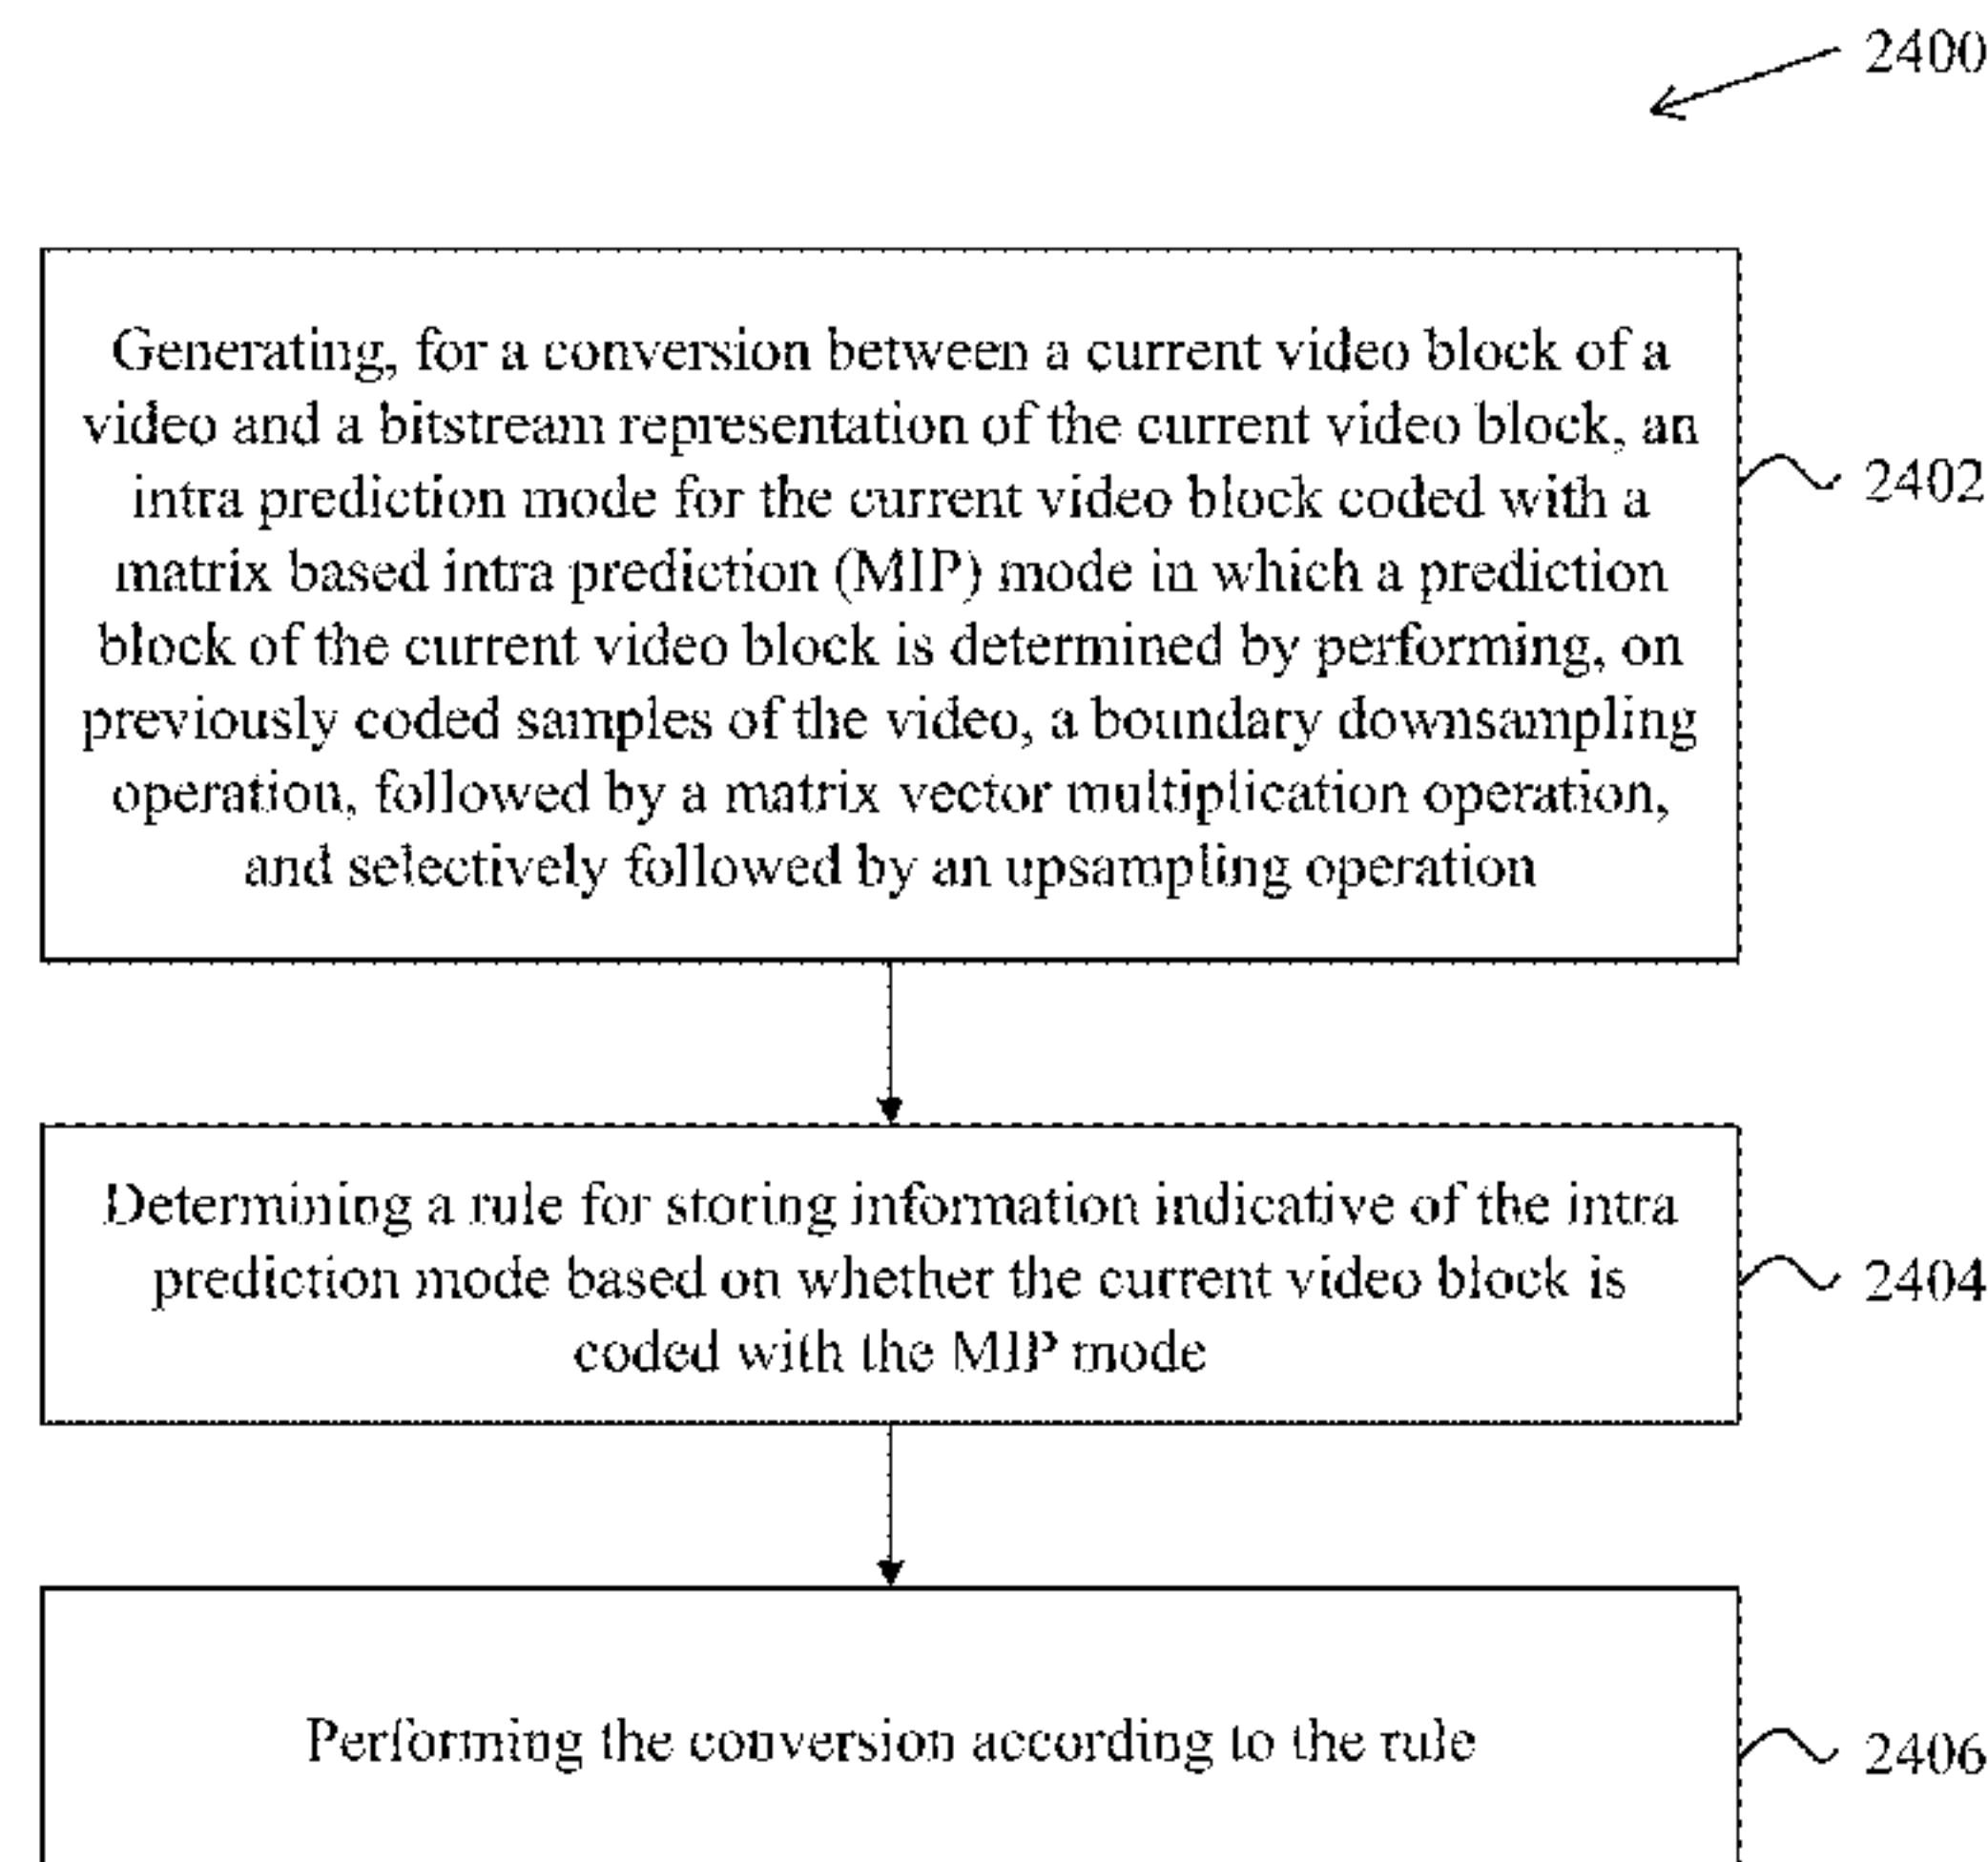 2400
Generating, for a conversion between a current video block of a
video and a bitstream representation of the current video block, an
intra prediction mode for the current video block coded with a
matrix based intra prediction (MIP) mode in which a prediction
block of the current video block is determined by performing, on
previously coded samples of the video, a boundary downsampling
operation, followed by a matrix vector multiplication operation,
and selectively followed by an upsampling operation
2402
Determining a rule for storing information indicative of the intra
prediction mode based on whether the current video block is
coded with the MIP mode
2404
Performing the conversion according to the rule
2406